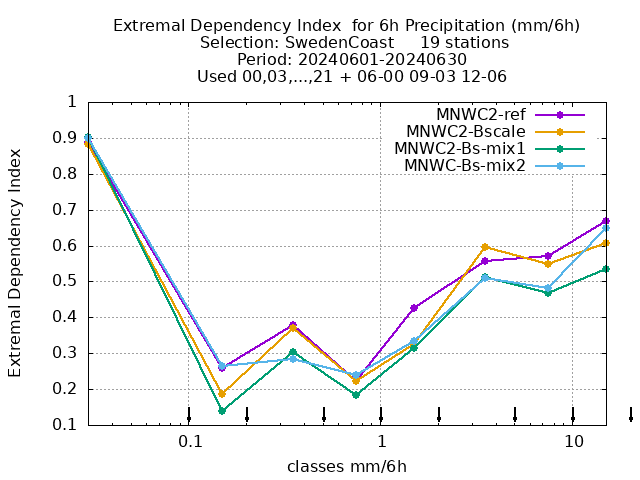 Extremal Dependency Index  for 6h Precipitation (mm/6h)
Selection: SwedenCoast     19 stations
Period: 20240601-20240630
Used 00,03,...,21 + 06-00 09-03 12-06
MNWC2-ref
MNWC2-Bscale
MNWC2-Bs-mix1
MNWC-Bs-mix2
Extremal Dependency Index
1
0.9
0.8
0.7
0.6
0.5
0.4
0.3
0.2
0.1
0.1 1 10
classes mm/6h